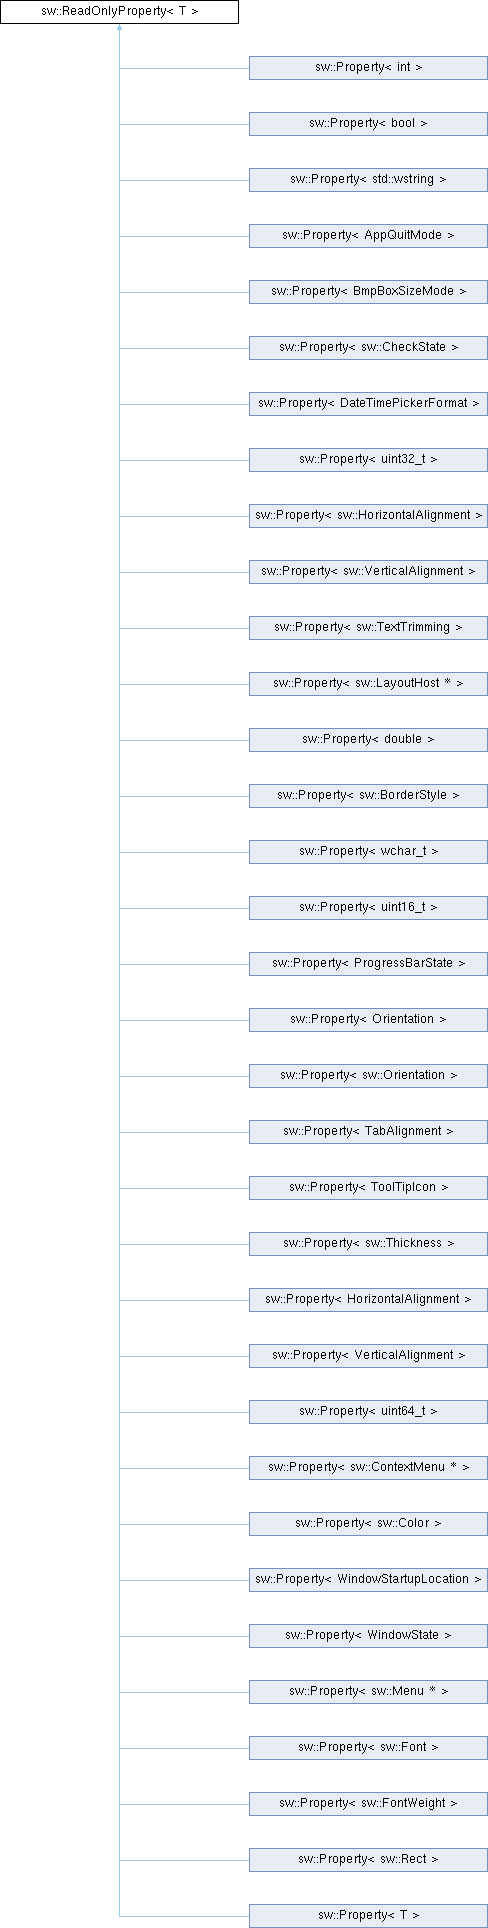 sw::ReadOnlyProperty< T >
sw::Property< int >
sw::Property< bool >
sw::Property< std::wstring >
sw::Property< AppQuitMode >
sw::Property< BmpBoxSizeMode >
sw::Property< sw::CheckState >
sw::Property< DateTimePickerFormat >
sw::Property< uint32_t >
sw::Property< sw::HorizontalAlignment >
sw::Property< sw::VerticalAlignment >
sw::Property< sw::TextTrimming >
sw::Property< sw::LayoutHost * >
sw::Property< double >
sw::Property< sw::BorderStyle >
sw::Property< wchar_t >
sw::Property< uint16_t >
sw::Property< ProgressBarState >
sw::Property< Orientation >
sw::Property< sw::Orientation >
sw::Property< TabAlignment >
sw::Property< ToolTipIcon >
sw::Property< sw::Thickness >
sw::Property< HorizontalAlignment >
sw::Property< VerticalAlignment >
sw::Property< uint64_t >
sw::Property< sw::ContextMenu * >
sw::Property< sw::Color >
sw::Property< WindowStartupLocation >
sw::Property< WindowState >
sw::Property< sw::Menu * >
sw::Property< sw::Font >
sw::Property< sw::FontWeight >
sw::Property< sw::Rect >
sw::Property< T >